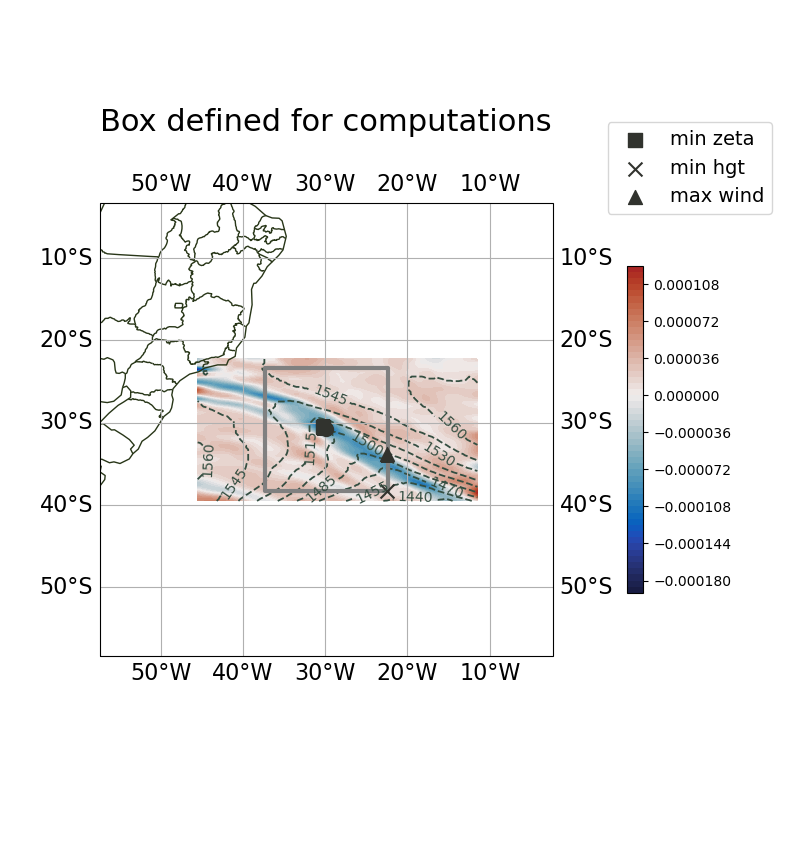 Box defined for computations
min zeta
min hgt
max wind
50°W 40°W 30°W 20°W 10°W
10°S 10°S
20°S 20°S
30°S 30°S
40°S 40°S
50°S 50°S
50°W 40°W 30°W 20°W 10°W
1545
1560
1515
1500
1530
1560
1545
1485
1470
1440
0.000108
0.000072
0.000036
0.000000
−0.000036
−0.000072
−0.000108
−0.000144
−0.000180